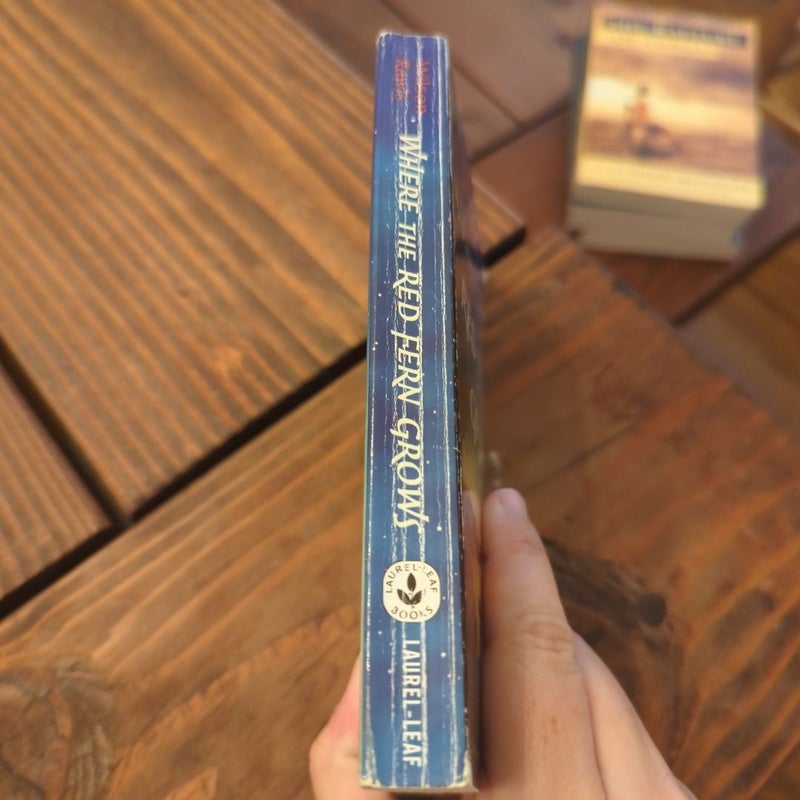 Wilson
Rawls
WHERE THE RED FERN GROWS
LAUREL-LEAF
BOOKS
LAUREL-LEAF